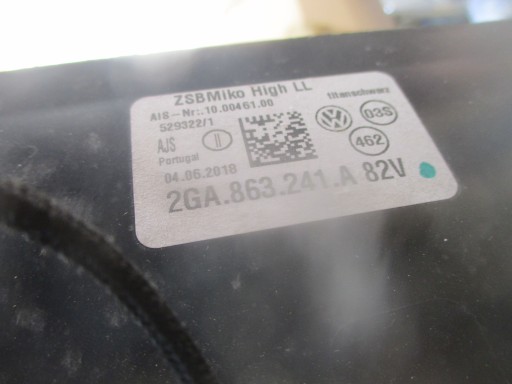 ZSBMiko High LL
titanschwarz
AIS-Nr:.10.00461.00
529322/1
03S
AJS
II
462
Portugal
04.06.2018
2GA.863.241.A 82V